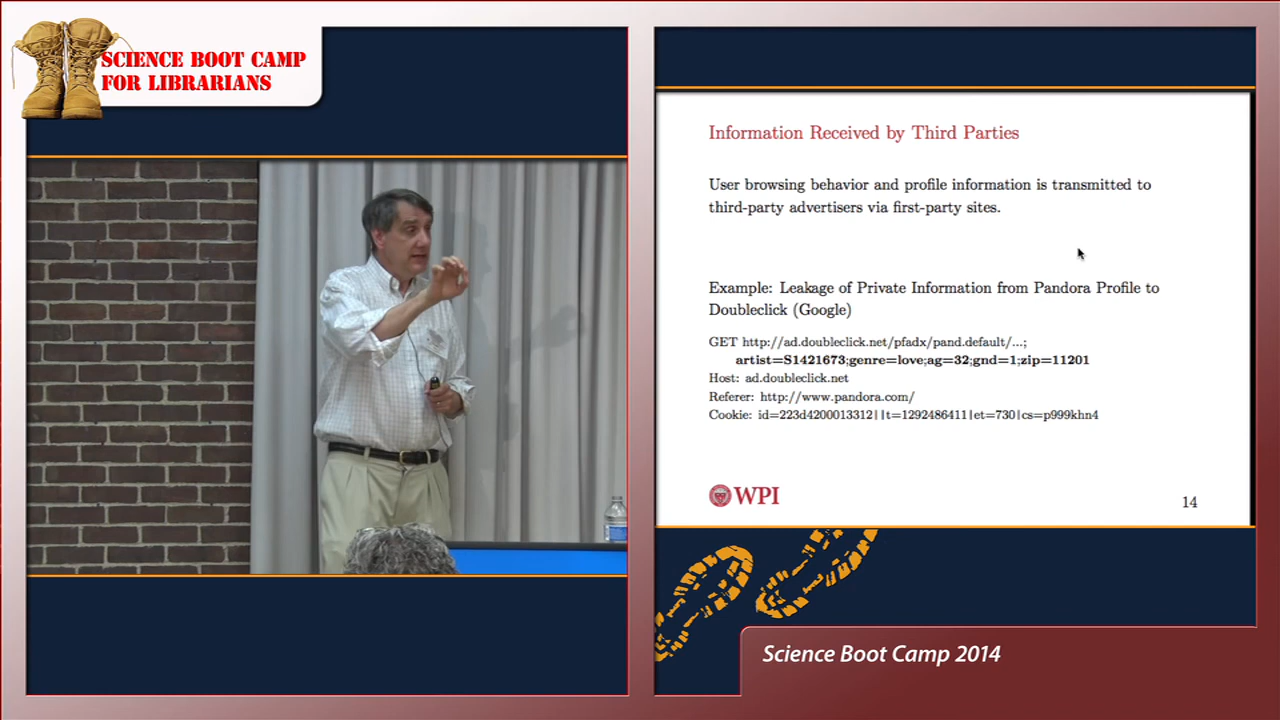 SCIENCE BOOT CAMP
FOR LIBRARIANS
Information Received by Third Parties
User browsing behavior and profile information is transmitted to
third-party advertisers via first-party sites.
Example: Leakage of Private Information from Pandora Profile to
Doubleclick (Google)
GET http://ad.doubleclick.net/pfadx/pand.default/...;
artist=S1421673;genre=love;ag=32;gnd=1;zip=11201
Host: ad.doubleclick.net
Referer: http://www.pandora.com/
Cookie: id=223d4200013312||t=1292486411|et=730|cs=p999khn4
WPI
14
Science Boot Camp 2014